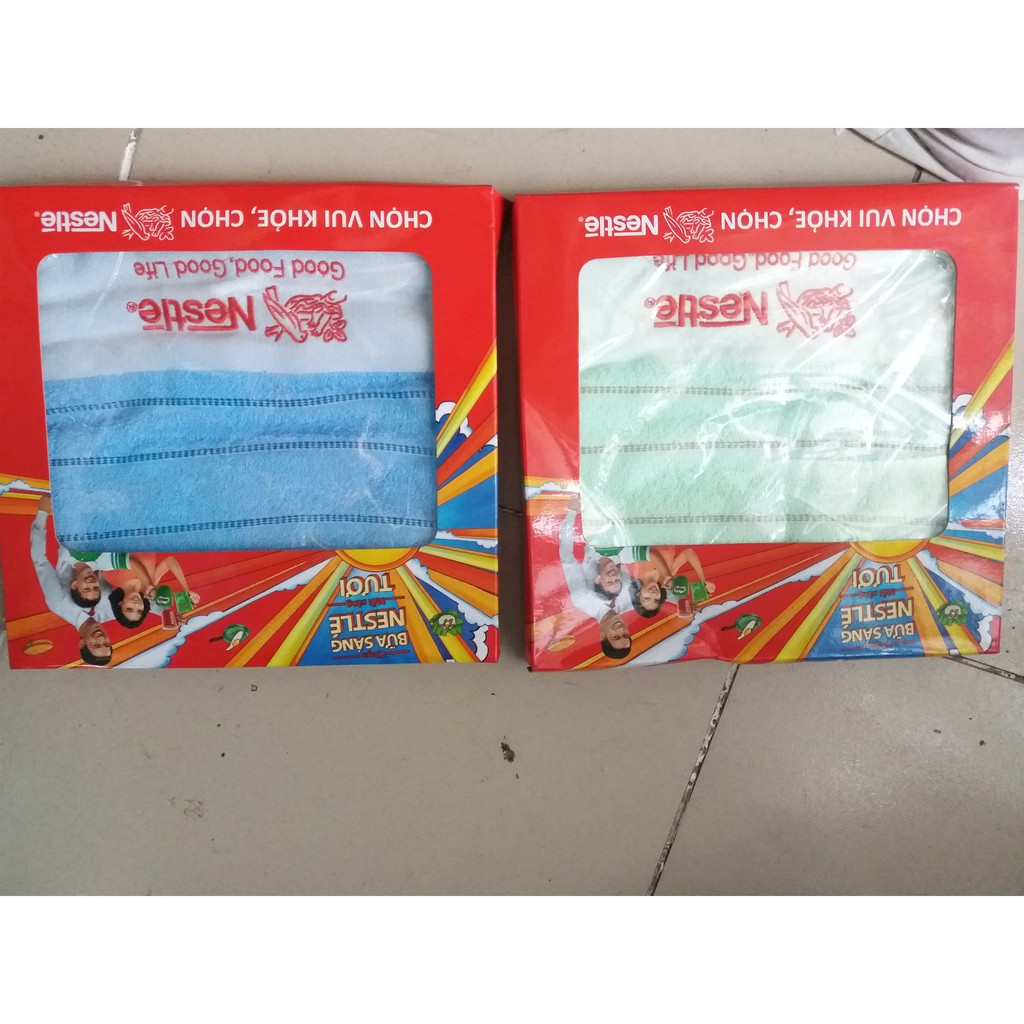 BỮA SÁNG
NESTLÉ
TƯƠI
Nestlé®
Good Food, Good Life
CHỌN VUI KHỎE, CHỌN Nestlé®
BỮA SÁNG
NESTLÉ
TƯƠI
Nestlé®
Good Food, Good Life
CHỌN VUI KHỎE, CHỌN Nestlé®